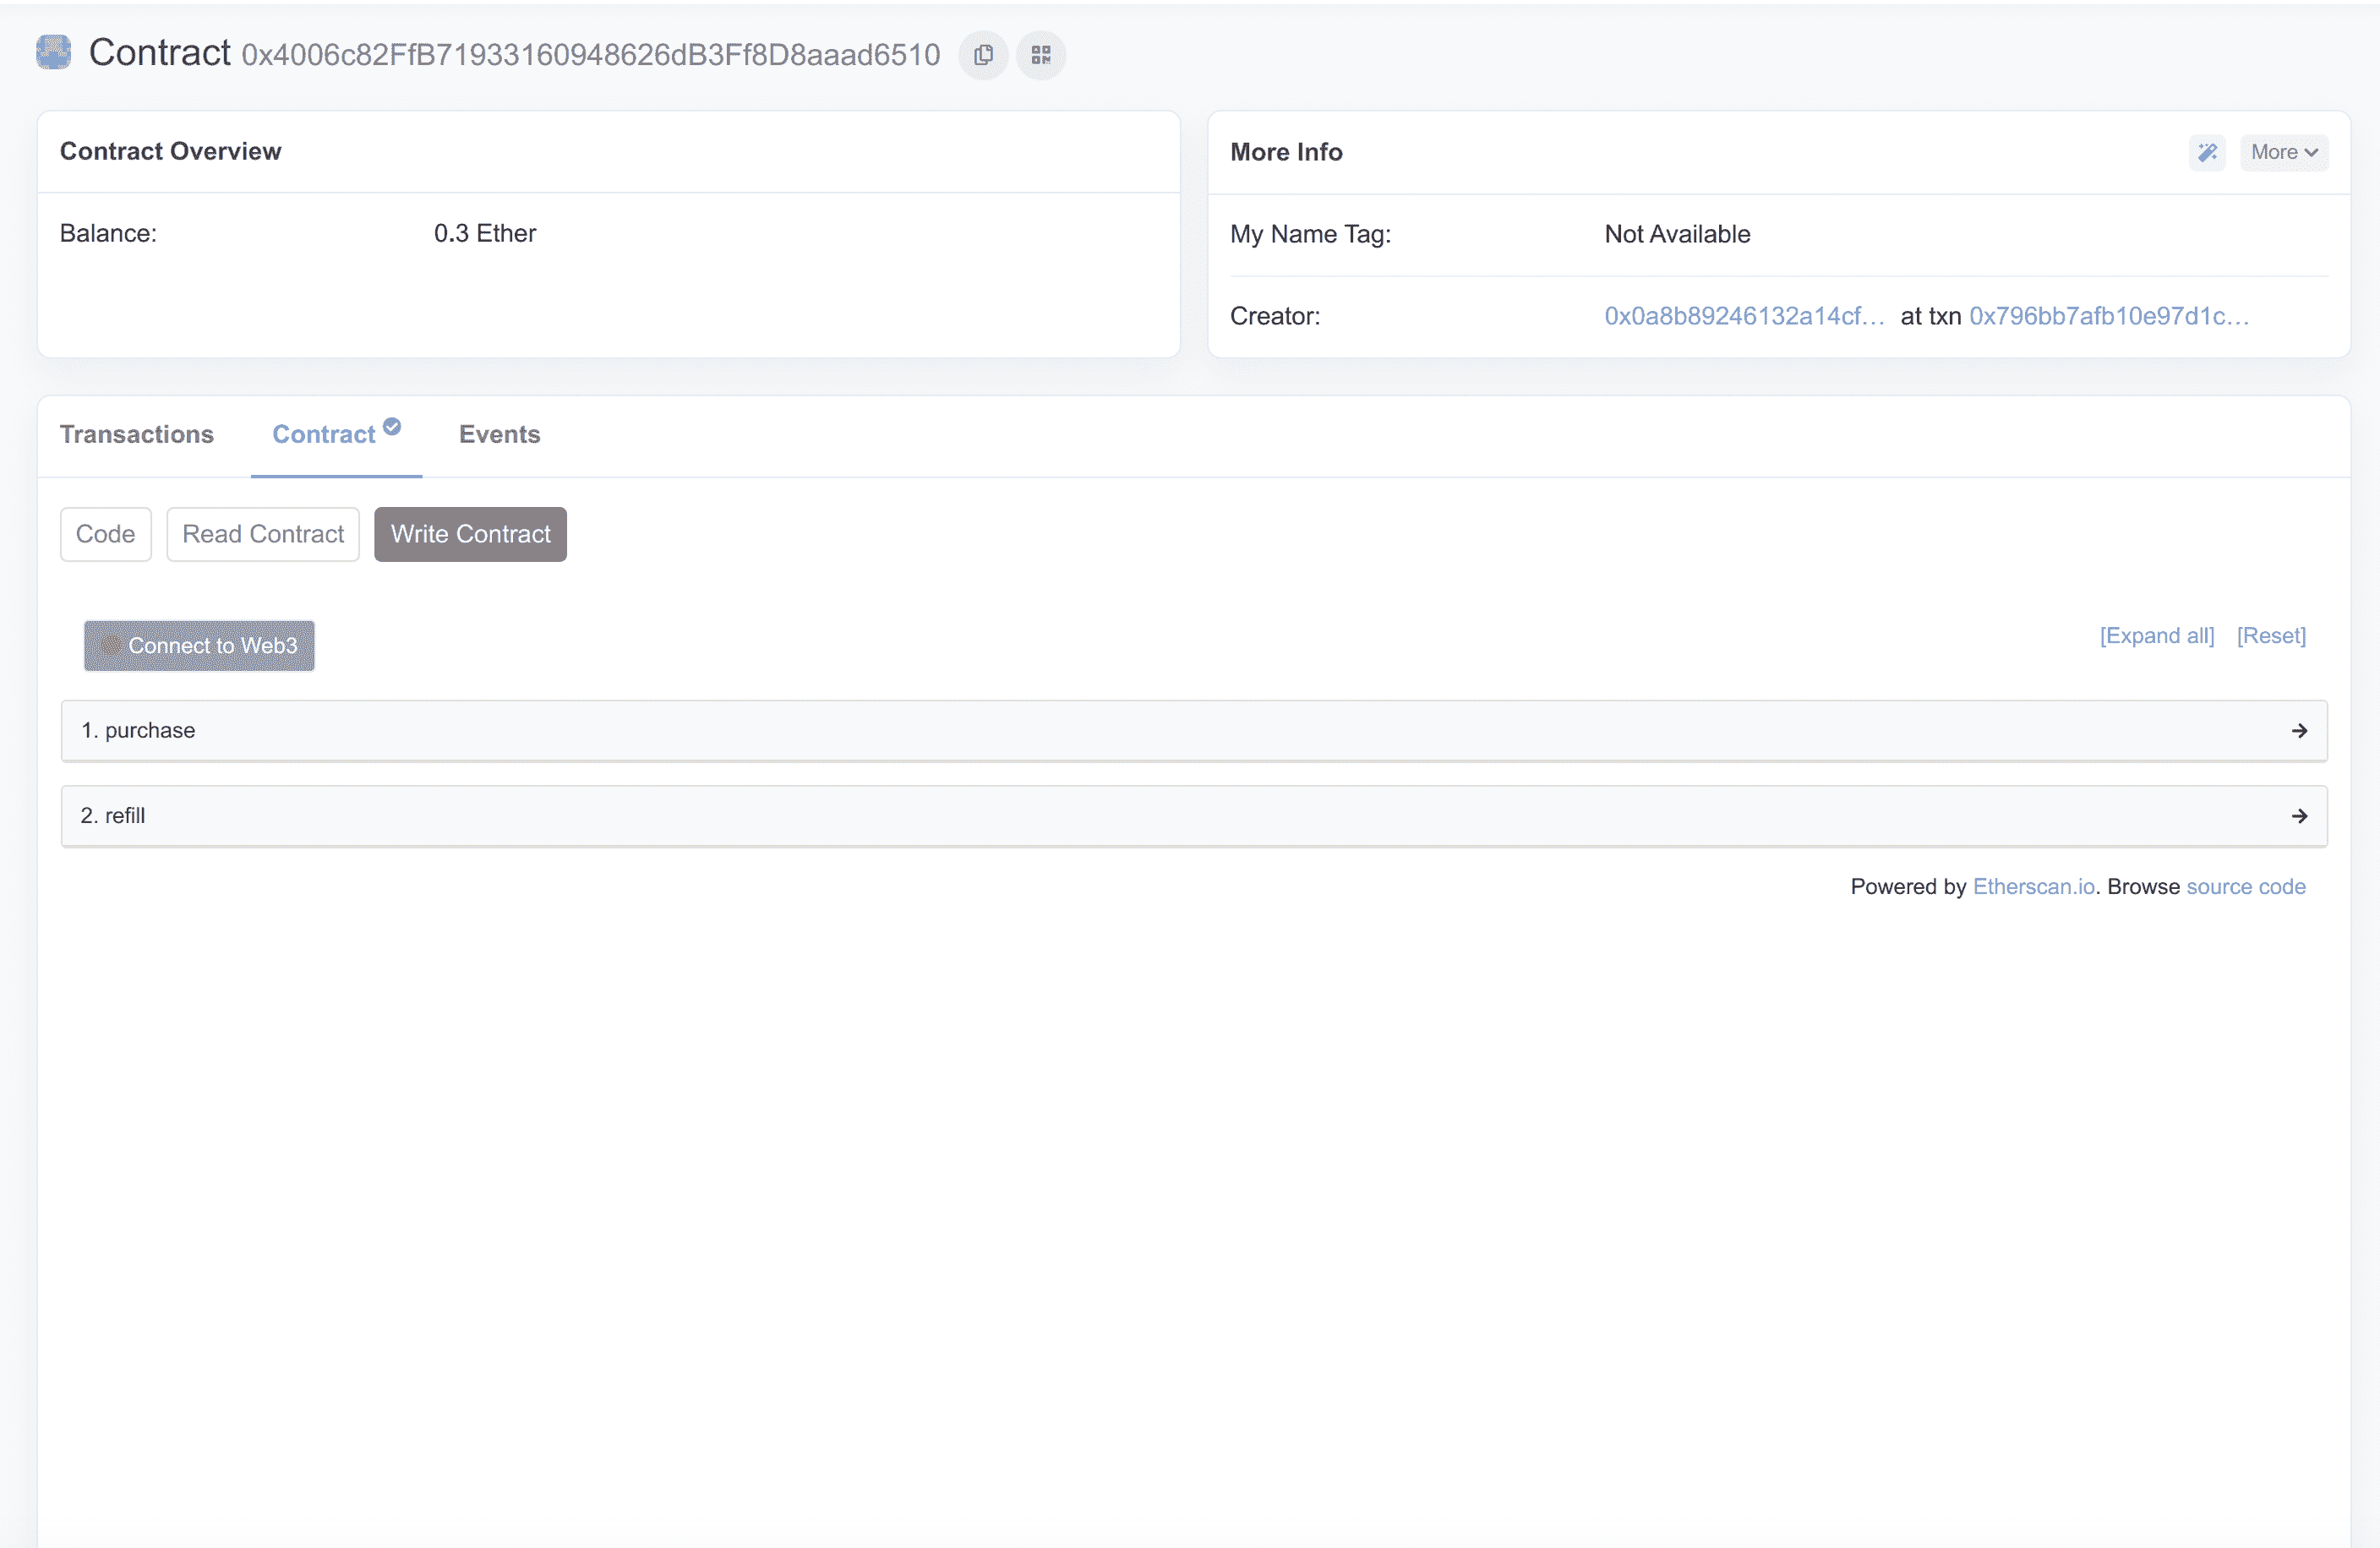 Contract 0x4006c82FfB71933160948626dB3Ff8D8aaad6510
Contract Overview
Balance: 0.3 Ether
More Info
More
My Name Tag: Not Available
Creator: 0x0a8b89246132a14cf... at txn 0x796bb7afb10e97d1c...
Transactions Contract Events
Code Read Contract Write Contract
Connect to Web3
[Expand all] [Reset]
1. purchase
2. refill
Powered by Etherscan.io. Browse source code